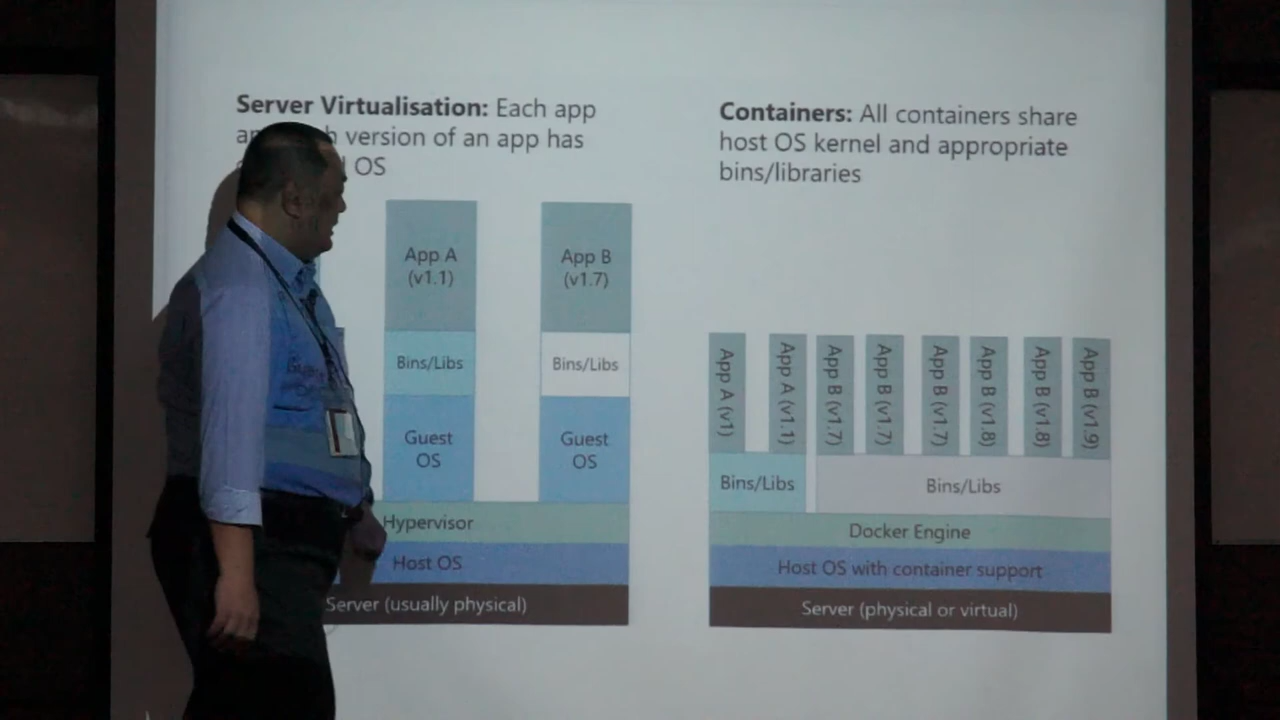 Server Virtualisation: Each app
version of an app has
OS
App A
(v1.1)
Bins/Libs
Guest
OS
App B
(v1.7)
Bins/Libs
Guest
OS
Hypervisor
Host OS
Server (usually physical)
Containers: All containers share
host OS kernel and appropriate
bins/libraries
App A (v1)
App A (v1.1)
App B (v1.7)
App B (v1.7)
App B (v1.7)
App B (v1.8)
App B (v1.8)
App B (v1.9)
Bins/Libs
Bins/Libs
Docker Engine
Host OS with container support
Server (physical or virtual)